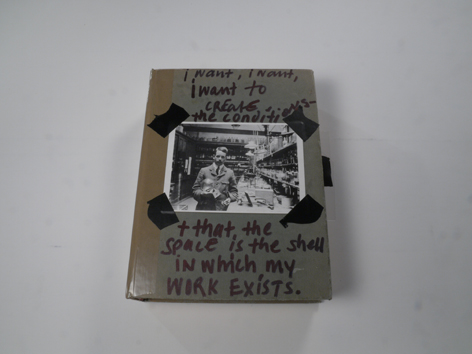 I want, I want,
I want to
CREATE
the conditions
+ that, the
space is the shell
IN which my
WORK EXISTS.